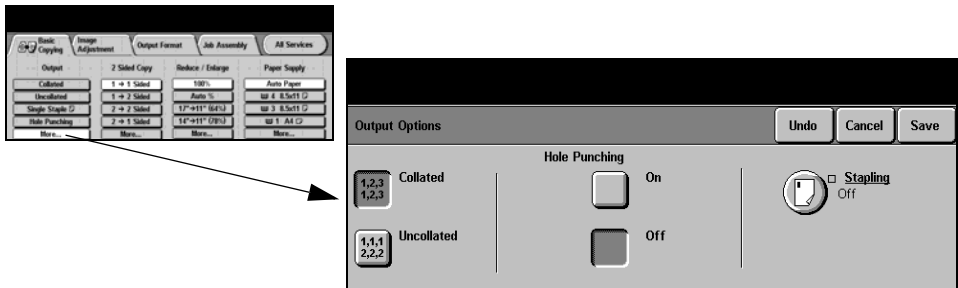 Basic Copying
Image Adjustment
Output Format
Job Assembly
All Services
Output
2 Sided Copy
Reduce / Enlarge
Paper Supply
Collated
1 → 1 Sided
100%
Auto Paper
Uncollated
1 → 2 Sided
Auto %
4 8.5x11
Single Staple
2 → 2 Sided
17"→11" (64%)
3 8.5x11
Hole Punching
2 → 1 Sided
14"→11" (78%)
1 A4
More...
More...
More...
More...
Output Options
Undo
Cancel
Save
Hole Punching
1,2,3
1,2,3
Collated
On
Stapling
Off
1,1,1
2,2,2
Uncollated
Off